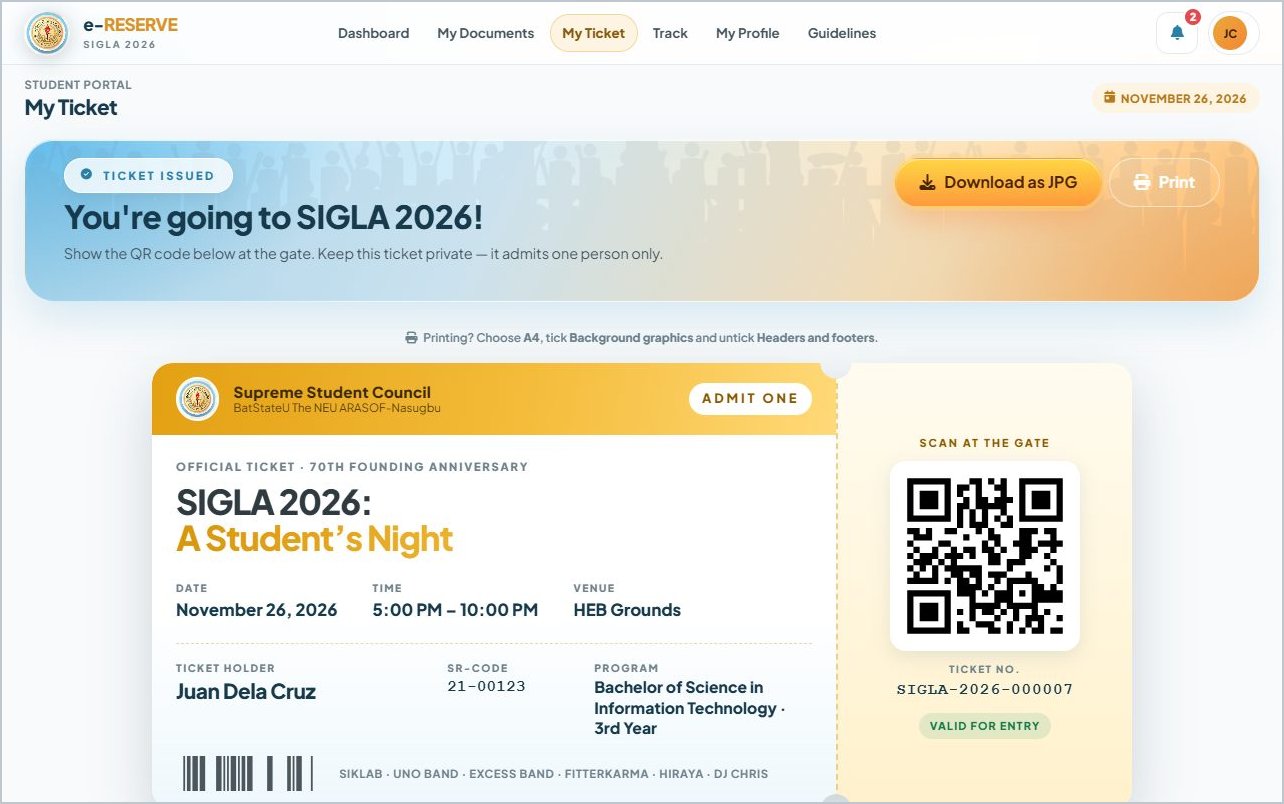 e-RESERVE
SIGLA 2026
Dashboard
My Documents
My Ticket
Track
My Profile
Guidelines
2
JC
STUDENT PORTAL
My Ticket
NOVEMBER 26, 2026
TICKET ISSUED
You're going to SIGLA 2026!
Show the QR code below at the gate. Keep this ticket private — it admits one person only.
Download as JPG
Print
Printing? Choose A4, tick Background graphics and untick Headers and footers.
Supreme Student Council
BatStateU The NEU ARASOF-Nasugbu
ADMIT ONE
OFFICIAL TICKET · 70TH FOUNDING ANNIVERSARY
SIGLA 2026:
A Student’s Night
DATE
November 26, 2026
TIME
5:00 PM – 10:00 PM
VENUE
HEB Grounds
TICKET HOLDER
Juan Dela Cruz
SR-CODE
21-00123
PROGRAM
Bachelor of Science in
Information Technology ·
3rd Year
SIKLAB · UNO BAND · EXCESS BAND · FITTERKARMA · HIRAYA · DJ CHRIS
SCAN AT THE GATE
TICKET NO.
SIGLA-2026-000007
VALID FOR ENTRY